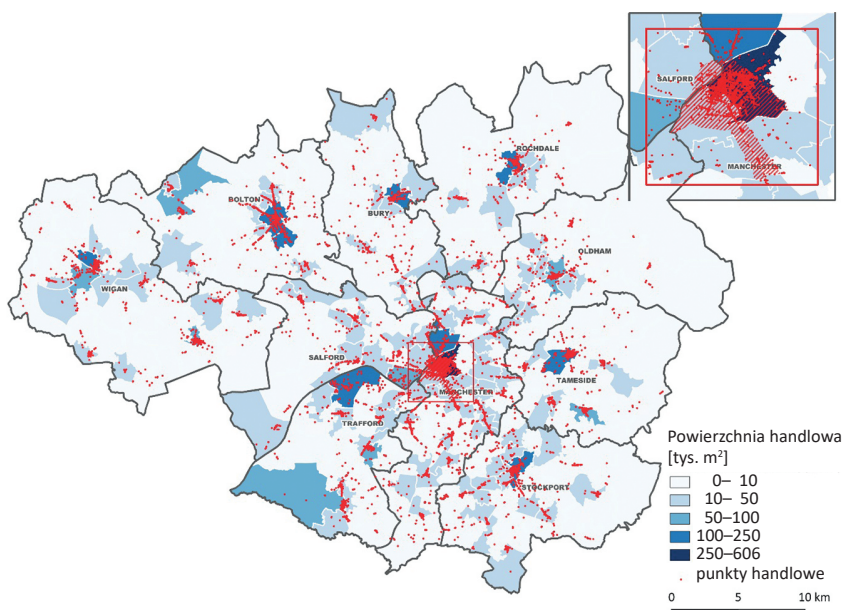 SALFORD
MANCHESTER
ROCHDALE
BOLTON
BURY
OLDHAM
WIGAN
SALFORD
TAMESIDE
MANCHESTER
TRAFFORD
STOCKPORT
Powierzchnia handlowa
[tys. m²]
0– 10
10– 50
50–100
100–250
250–606
punkty handlowe
0 5 10 km